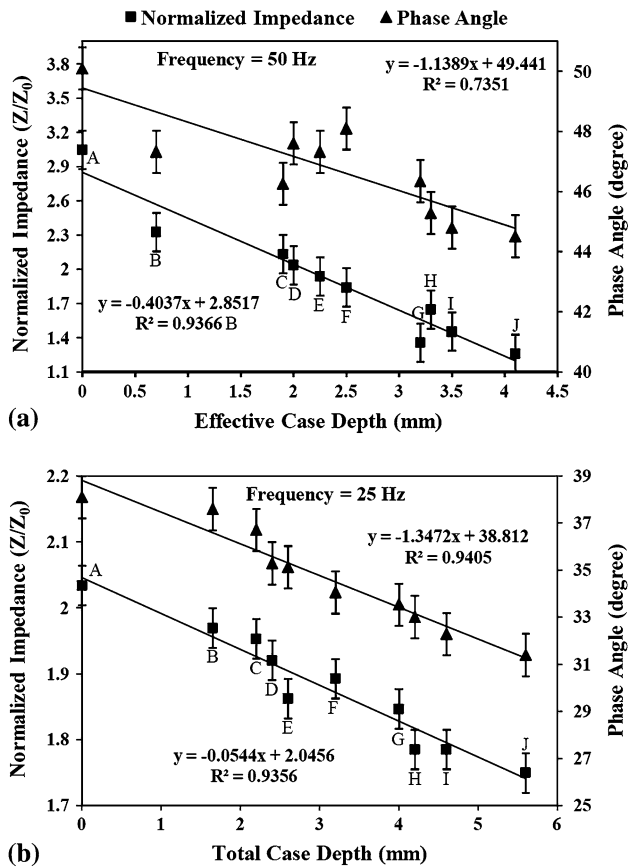 Normalized Impedance Phase Angle
3.8
3.5
3.2
2.9
2.6
2.3
2
1.7
1.4
1.1
Normalized Impedance (Z/Z0)
Frequency = 50 Hz
y = -1.1389x + 49.441
R² = 0.7351
A
B
C
D
E
F
G
H
I
J
y = -0.4037x + 2.8517
R² = 0.9366 B
50
48
46
44
42
40
Phase Angle (degree)
0 0.5 1 1.5 2 2.5 3 3.5 4 4.5
(a)
Effective Case Depth (mm)
2.2
2.1
2
1.9
1.8
1.7
Normalized Impedance (Z/Z0)
Frequency = 25 Hz
y = -1.3472x + 38.812
R² = 0.9405
A
B
C
D
E
F
G
H
I
J
y = -0.0544x + 2.0456
R² = 0.9356
39
37
35
33
31
29
27
25
Phase Angle (degree)
0 1 2 3 4 5 6
(b)
Total Case Depth (mm)